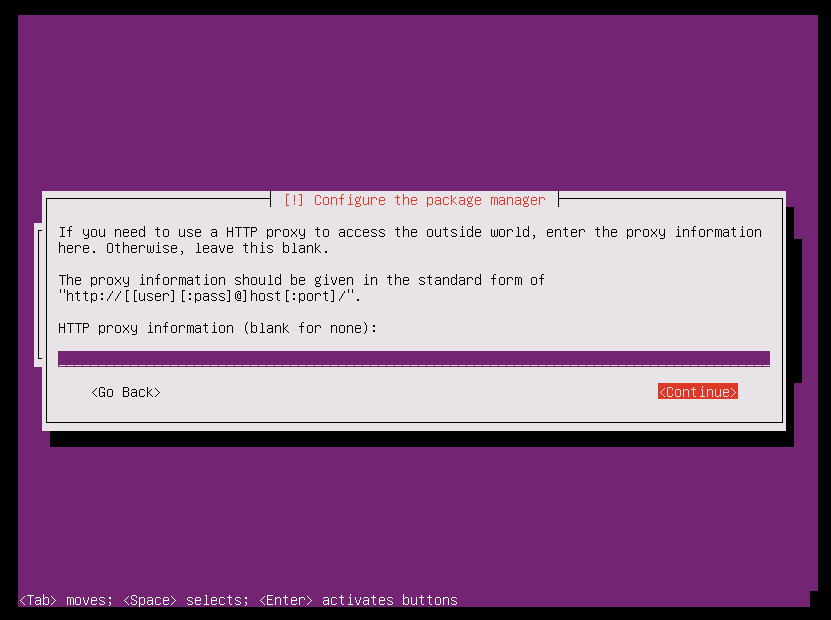 [!] Configure the package manager
If you need to use a HTTP proxy to access the outside world, enter the proxy information
here. Otherwise, leave this blank.
The proxy information should be given in the standard form of
"http://[[user][:pass]@]host[:port]/".
HTTP proxy information (blank for none):
<Go Back> <Continue>
<Tab> moves; <Space> selects; <Enter> activates buttons